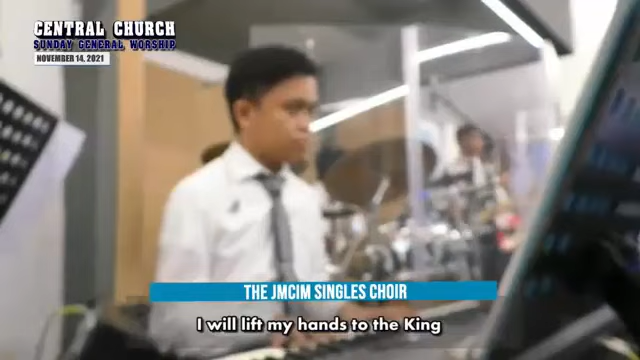 CENTRAL CHURCH
SUNDAY GENERAL WORSHIP
NOVEMBER 14, 2021
THE JMCIM SINGLES CHOIR
I will lift my hands to the King